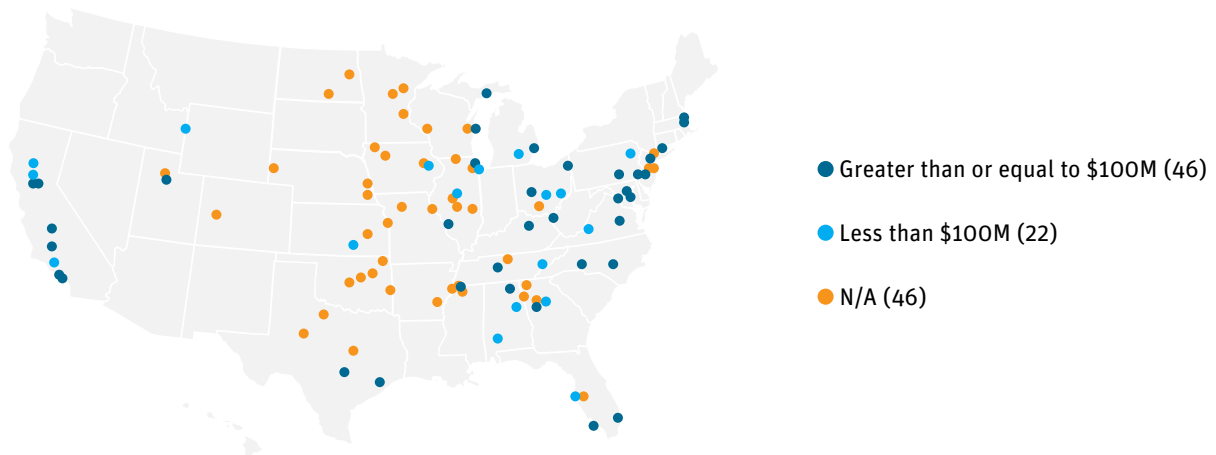 Greater than or equal to $100M (46)
Less than $100M (22)
N/A (46)